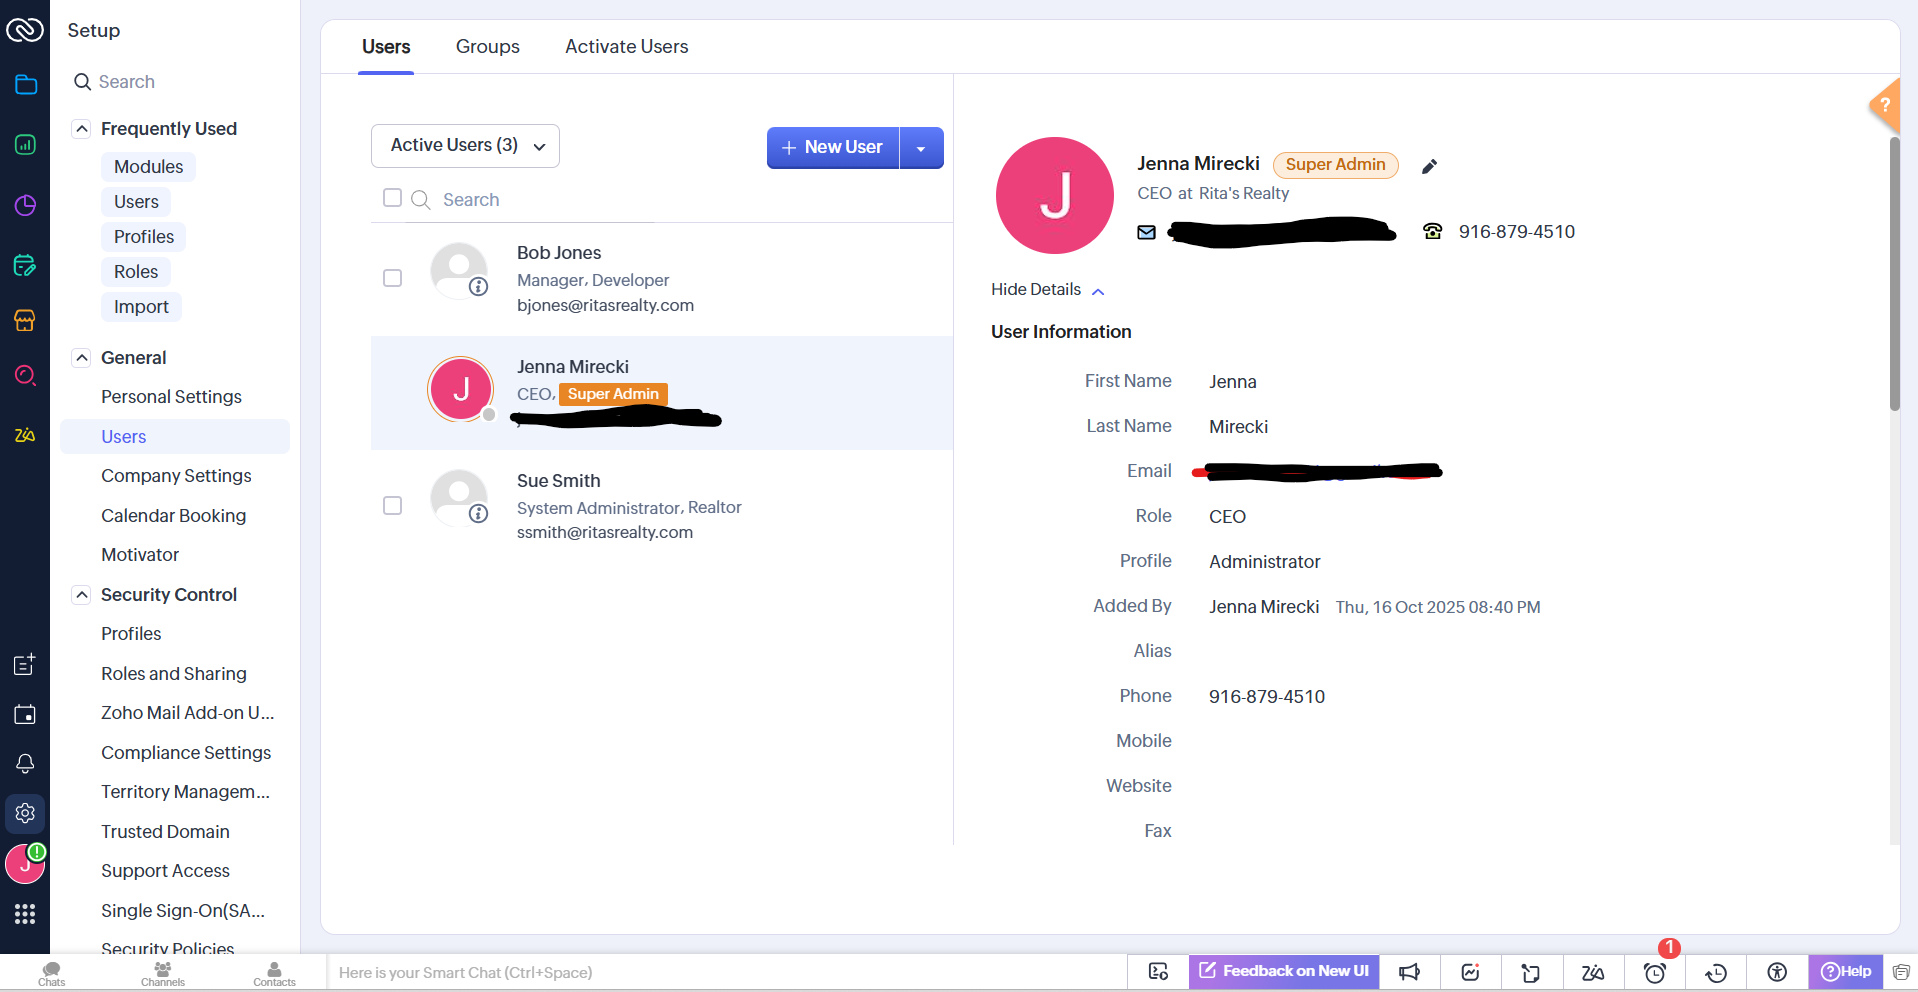 Setup
Search
Frequently Used
Modules
Users
Profiles
Roles
Import
General
Personal Settings
Users
Company Settings
Calendar Booking
Motivator
Security Control
Profiles
Roles and Sharing
Zoho Mail Add-on U...
Compliance Settings
Territory Managem...
Trusted Domain
Support Access
Single Sign-On(SA...
Security Policies
Users Groups Activate Users
Active Users (3)
+ New User
Search
Bob Jones
Manager, Developer
bjones@ritasrealty.com
J
Jenna Mirecki
CEO, Super Admin
Sue Smith
System Administrator, Realtor
ssmith@ritasrealty.com
?
J
Jenna Mirecki Super Admin
CEO at Rita's Realty
916-879-4510
Hide Details
User Information
First Name Jenna
Last Name Mirecki
Email
Role CEO
Profile Administrator
Added By Jenna Mirecki Thu, 16 Oct 2025 08:40 PM
Alias
Phone 916-879-4510
Mobile
Website
Fax
J
Chats Channels Contacts
Here is your Smart Chat (Ctrl+Space)
Feedback on New UI
1
Help